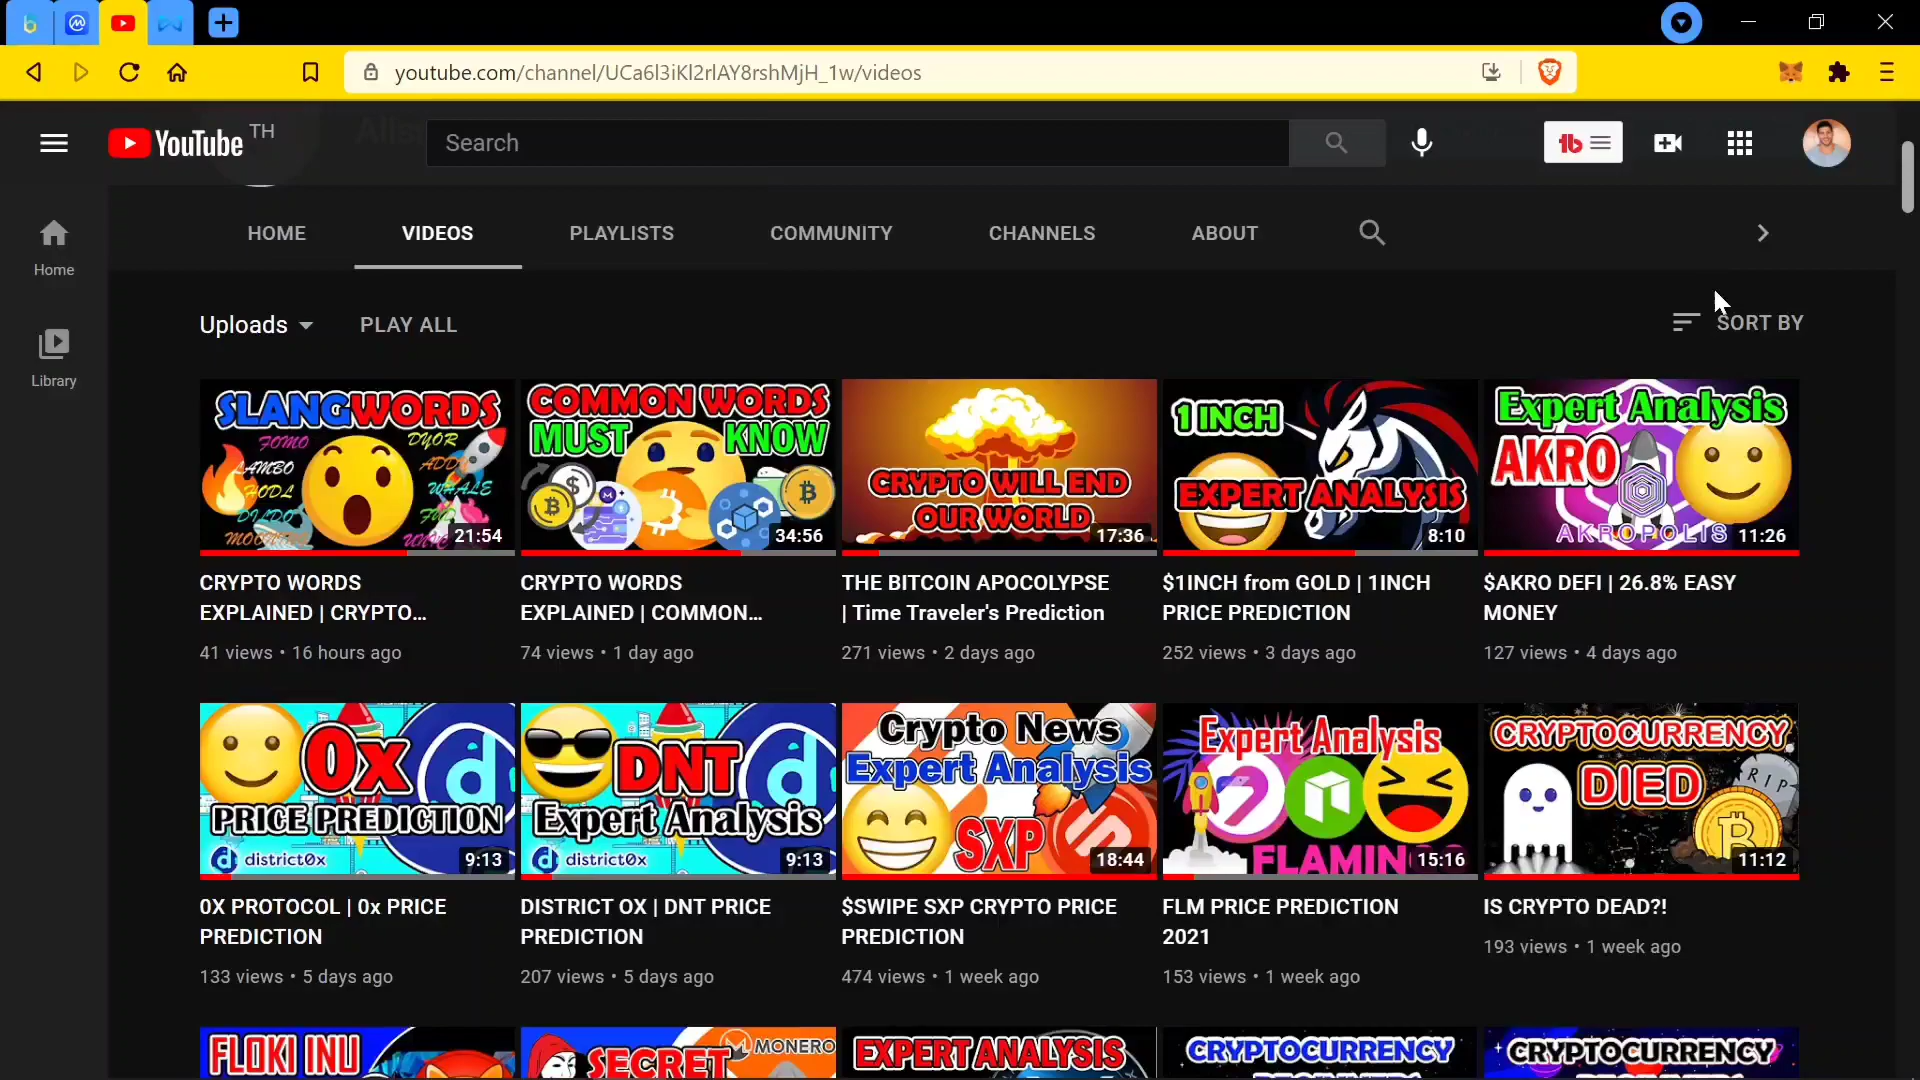 youtube.com/channel/UCa6l3iKl2rlAY8rshMjH_1w/videos
YouTube TH
Search
HOME
VIDEOS
PLAYLISTS
COMMUNITY
CHANNELS
ABOUT
Home
Library
Uploads
PLAY ALL
SORT BY
SLANGWORDS
FOMO
DYOR
LAMBO
HODL
WHALE
21:54
COMMON WORDS
MUST KNOW
34:56
CRYPTO WILL END
OUR WORLD
17:36
1INCH
EXPERT ANALYSIS
8:10
Expert Analysis
AKRO
AKROPOLIS
11:26
CRYPTO WORDS
EXPLAINED | CRYPTO...
41 views • 16 hours ago
CRYPTO WORDS
EXPLAINED | COMMON...
74 views • 1 day ago
THE BITCOIN APOCOLYPSE
| Time Traveler's Prediction
271 views • 2 days ago
$1INCH from GOLD | 1INCH
PRICE PREDICTION
252 views • 3 days ago
$AKRO DEFI | 26.8% EASY
MONEY
127 views • 4 days ago
0x
PRICE PREDICTION
district0x
9:13
DNT
Expert Analysis
district0x
9:13
Crypto News
Expert Analysis
SXP
18:44
Expert Analysis
FLAMIN
15:16
CRYPTOCURRENCY
DIED
RIP
11:12
0X PROTOCOL | 0x PRICE
PREDICTION
133 views • 5 days ago
DISTRICT OX | DNT PRICE
PREDICTION
207 views • 5 days ago
$SWIPE SXP CRYPTO PRICE
PREDICTION
474 views • 1 week ago
FLM PRICE PREDICTION
2021
153 views • 1 week ago
IS CRYPTO DEAD?!
193 views • 1 week ago
FLOKI INU
SECRET
MONERO
EXPERT ANALYSIS
CRYPTOCURRENCY
CRYPTOCURRENCY